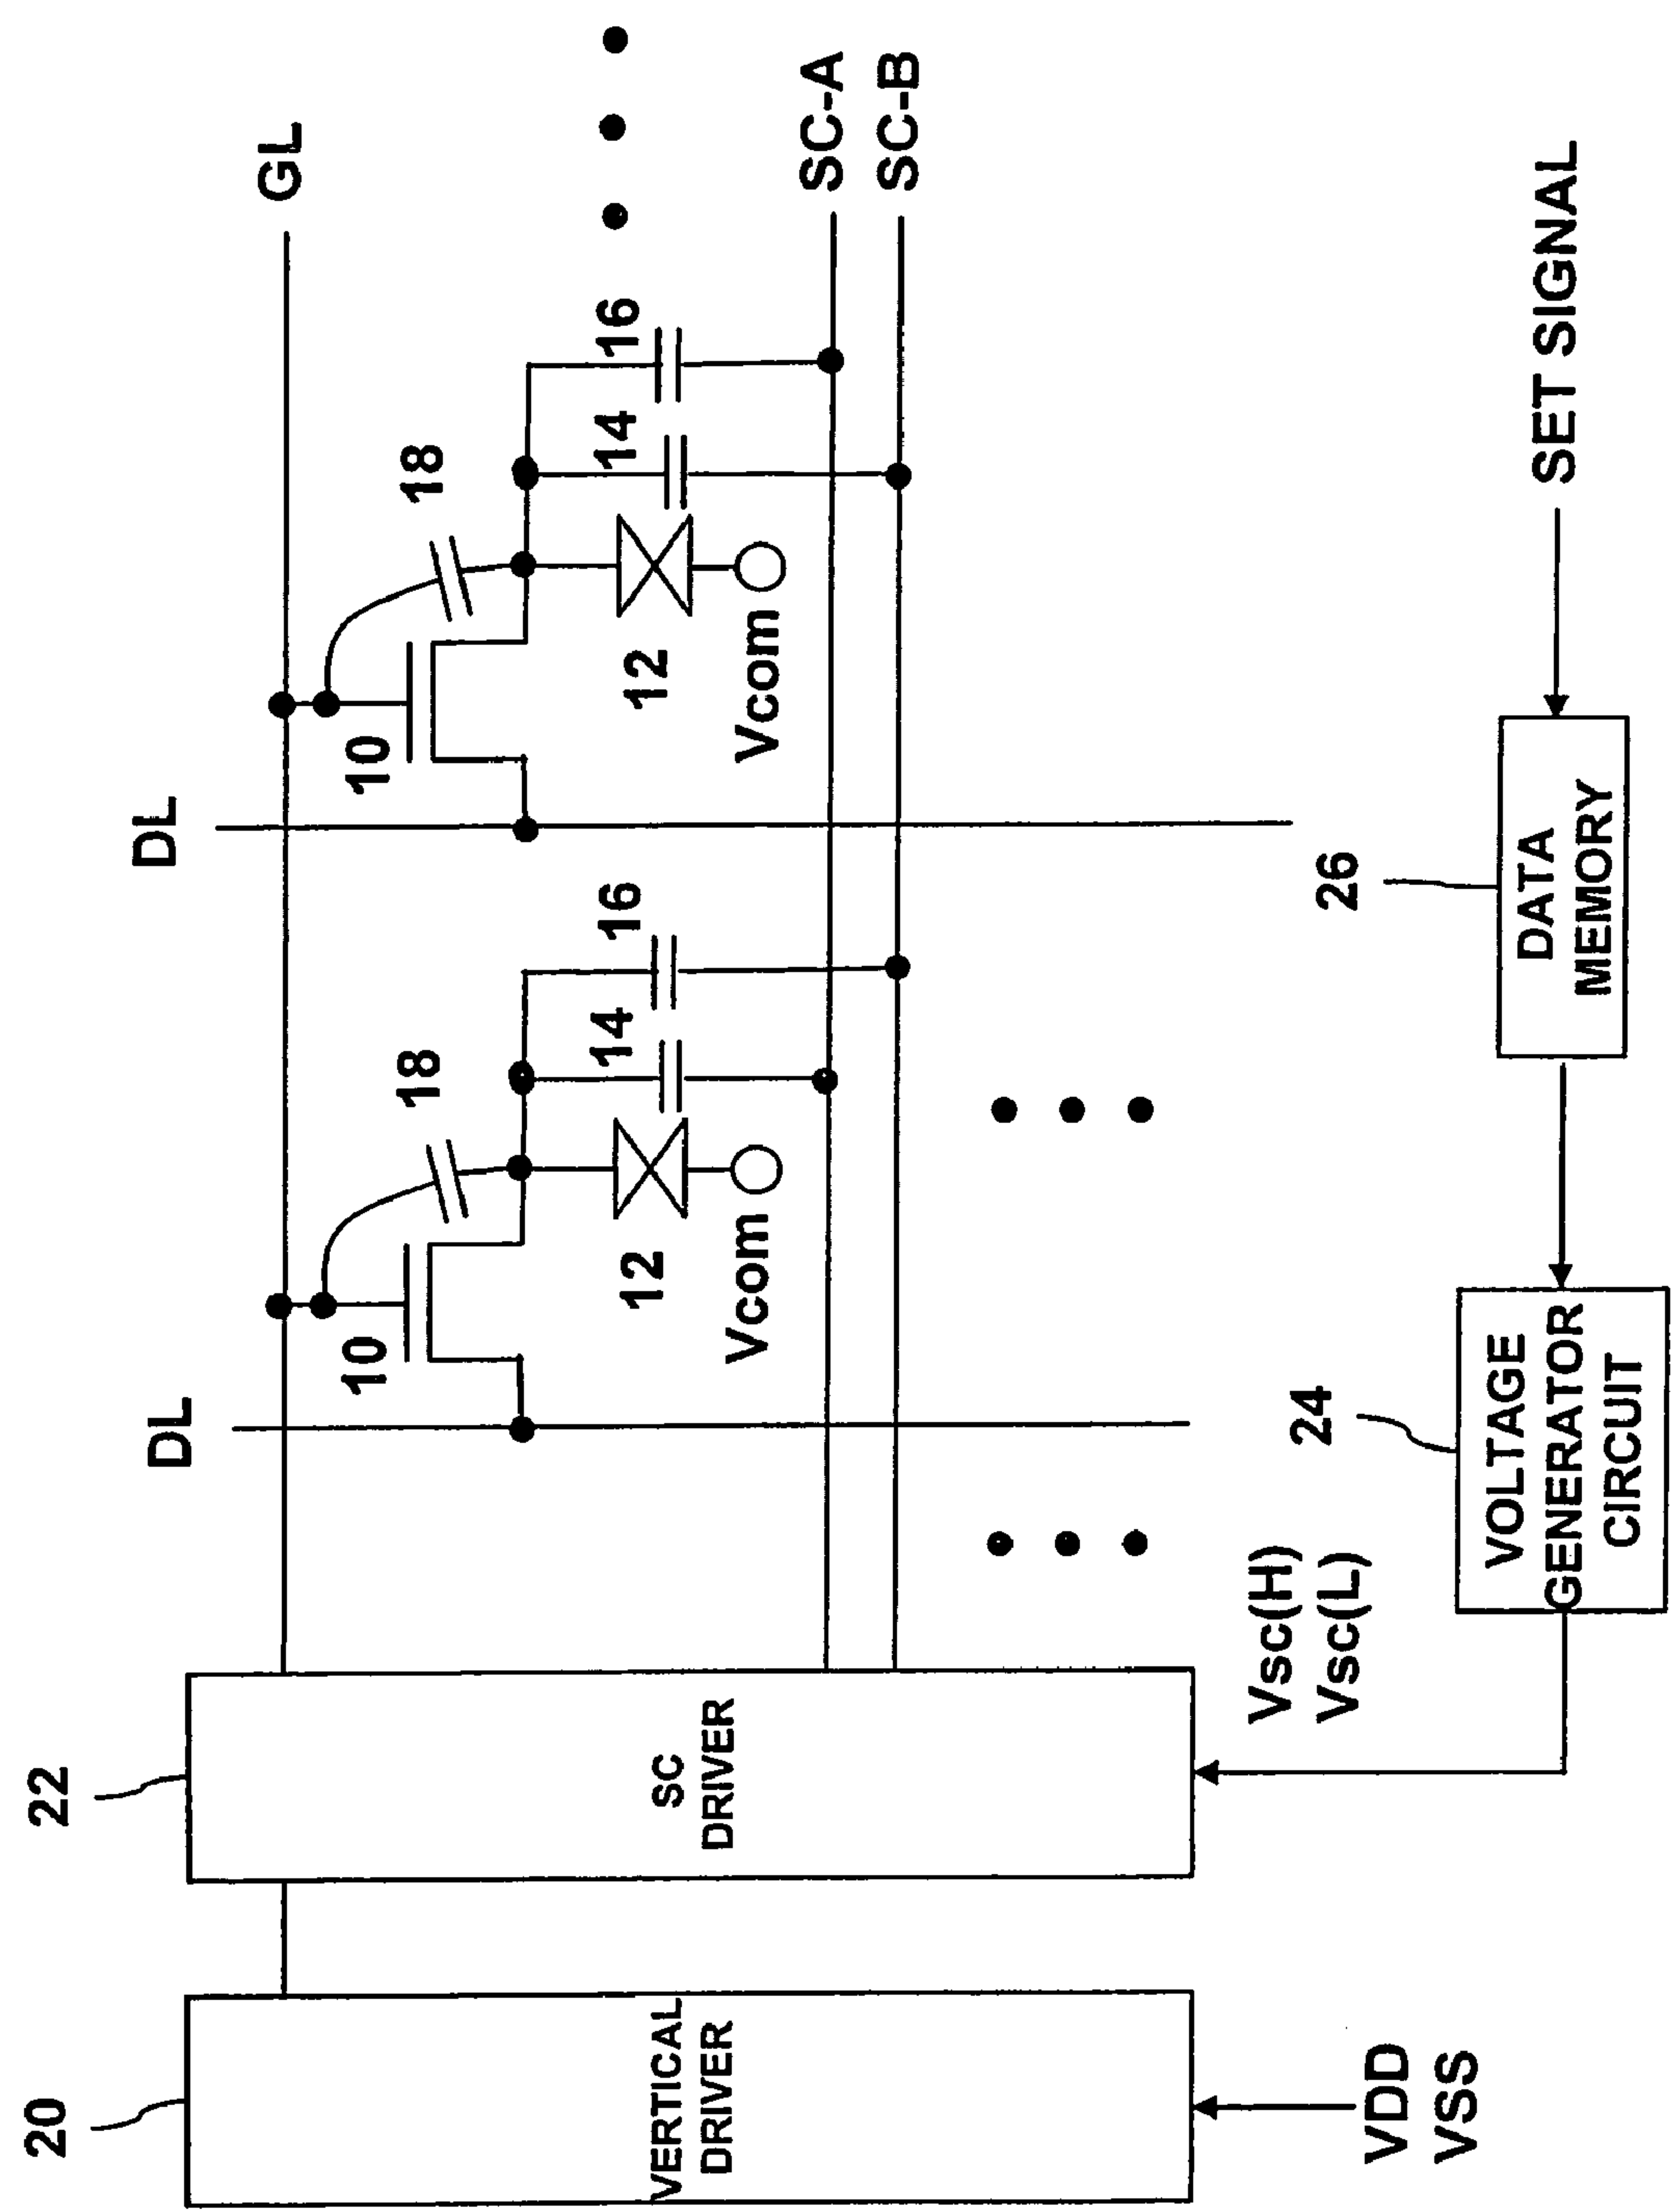 20
22
VERTICAL
DRIVER
SC
DRIVER
VDD
VSS
Vsc(H)
Vsc(L)
24
VOLTAGE
GENERATOR
CIRCUIT
26
DATA
MEMORY
SET SIGNAL
DL
10
18
12
14
16
Vcom
DL
10
18
12
14
16
Vcom
GL
SC-A
SC-B